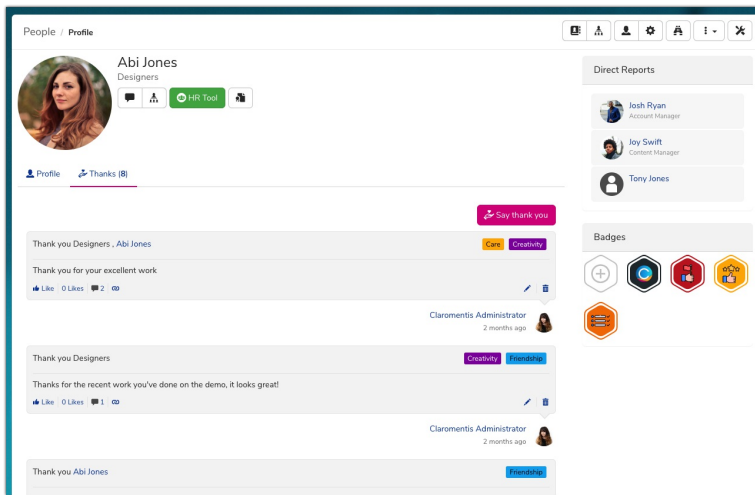 People / Profile
Abi Jones
Designers
HR Tool
Profile
Thanks (8)
Say thank you
Thank you Designers , Abi Jones
Care
Creativity
Thank you for your excellent work
Like 0 Likes 2
Claromentis Administrator
2 months ago
Thank you Designers
Creativity
Friendship
Thanks for the recent work you've done on the demo, it looks great!
Like 0 Likes 1
Claromentis Administrator
2 months ago
Thank you Abi Jones
Friendship
Direct Reports
Josh Ryan
Account Manager
Joy Swift
Content Manager
Tony Jones
Badges